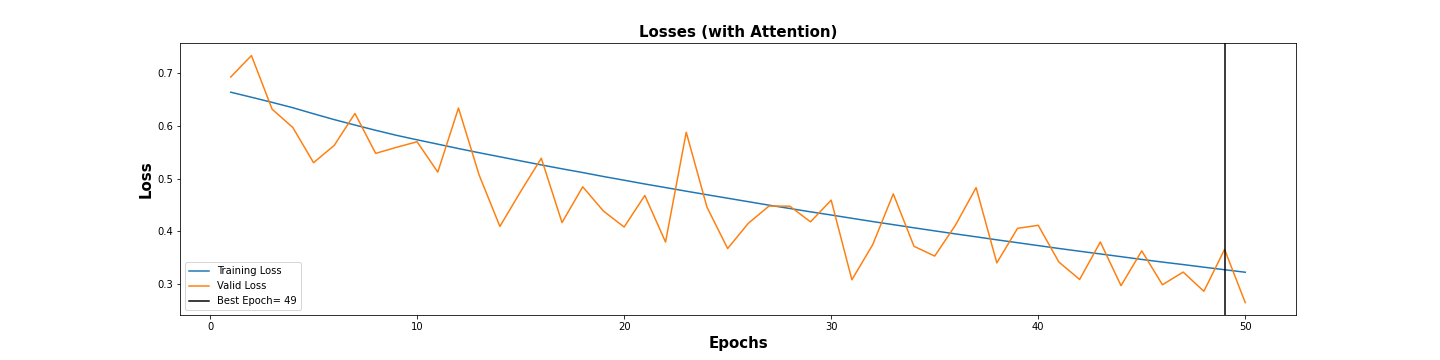 Losses (with Attention)
0.7
0.6
0.5
0.4
0.3
Loss
Training Loss
Valid Loss
Best Epoch= 49
0 10 20 30 40 50
Epochs